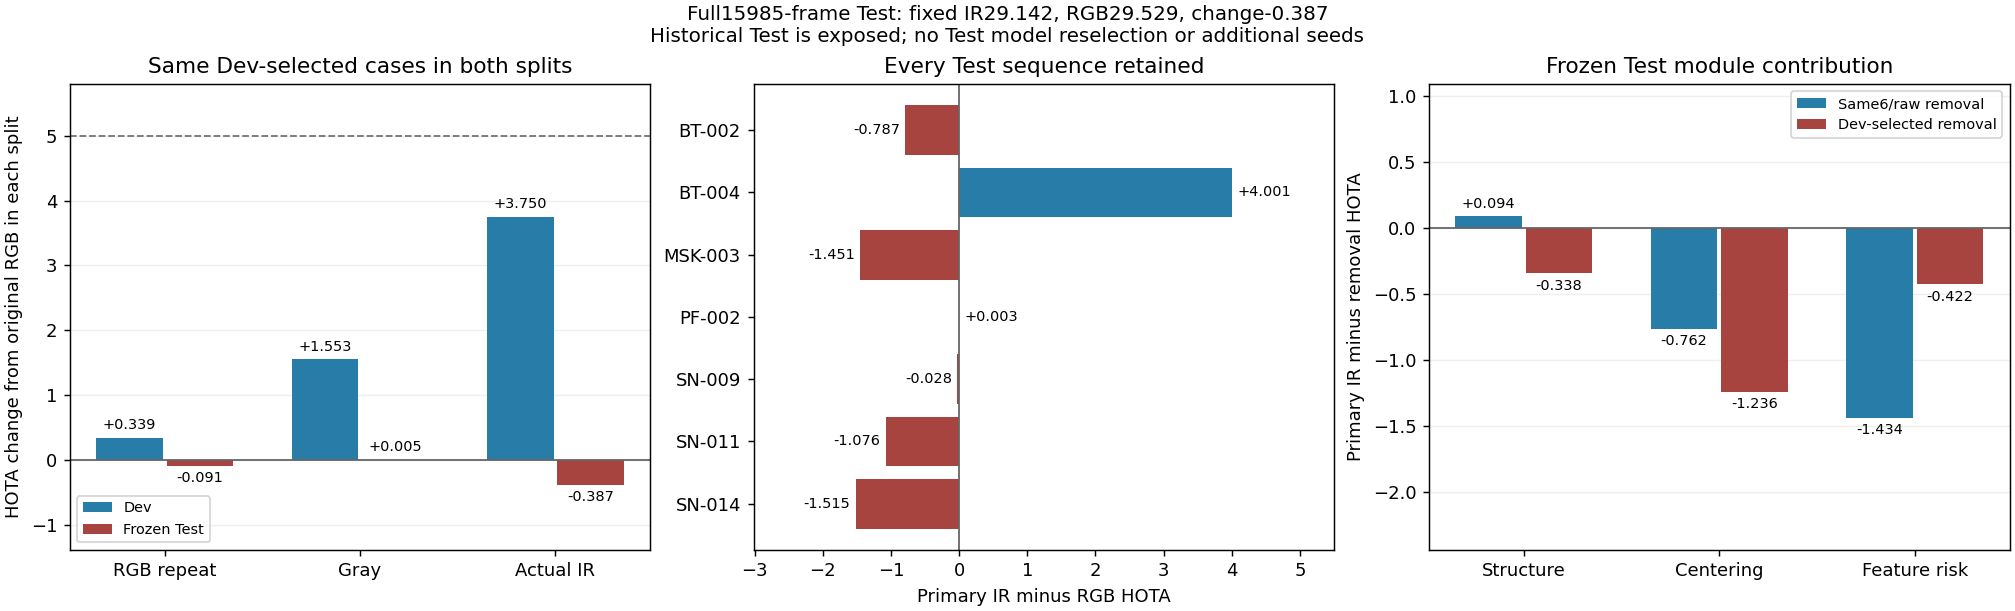 Full15985-frame Test: fixed IR29.142, RGB29.529, change-0.387
Historical Test is exposed; no Test model reselection or additional seeds
Same Dev-selected cases in both splits
HOTA change from original RGB in each split
5
4
3
2
1
0
−1
+0.339
-0.091
+1.553
+0.005
+3.750
-0.387
Dev
Frozen Test
RGB repeat
Gray
Actual IR
Every Test sequence retained
BT-002
BT-004
MSK-003
PF-002
SN-009
SN-011
SN-014
-0.787
+4.001
-1.451
+0.003
-0.028
-1.076
-1.515
−3
−2
−1
0
1
2
3
4
5
Primary IR minus RGB HOTA
Frozen Test module contribution
Primary IR minus removal HOTA
1.0
0.5
0.0
−0.5
−1.0
−1.5
−2.0
Same6/raw removal
Dev-selected removal
+0.094
-0.338
-0.762
-1.236
-1.434
-0.422
Structure
Centering
Feature risk